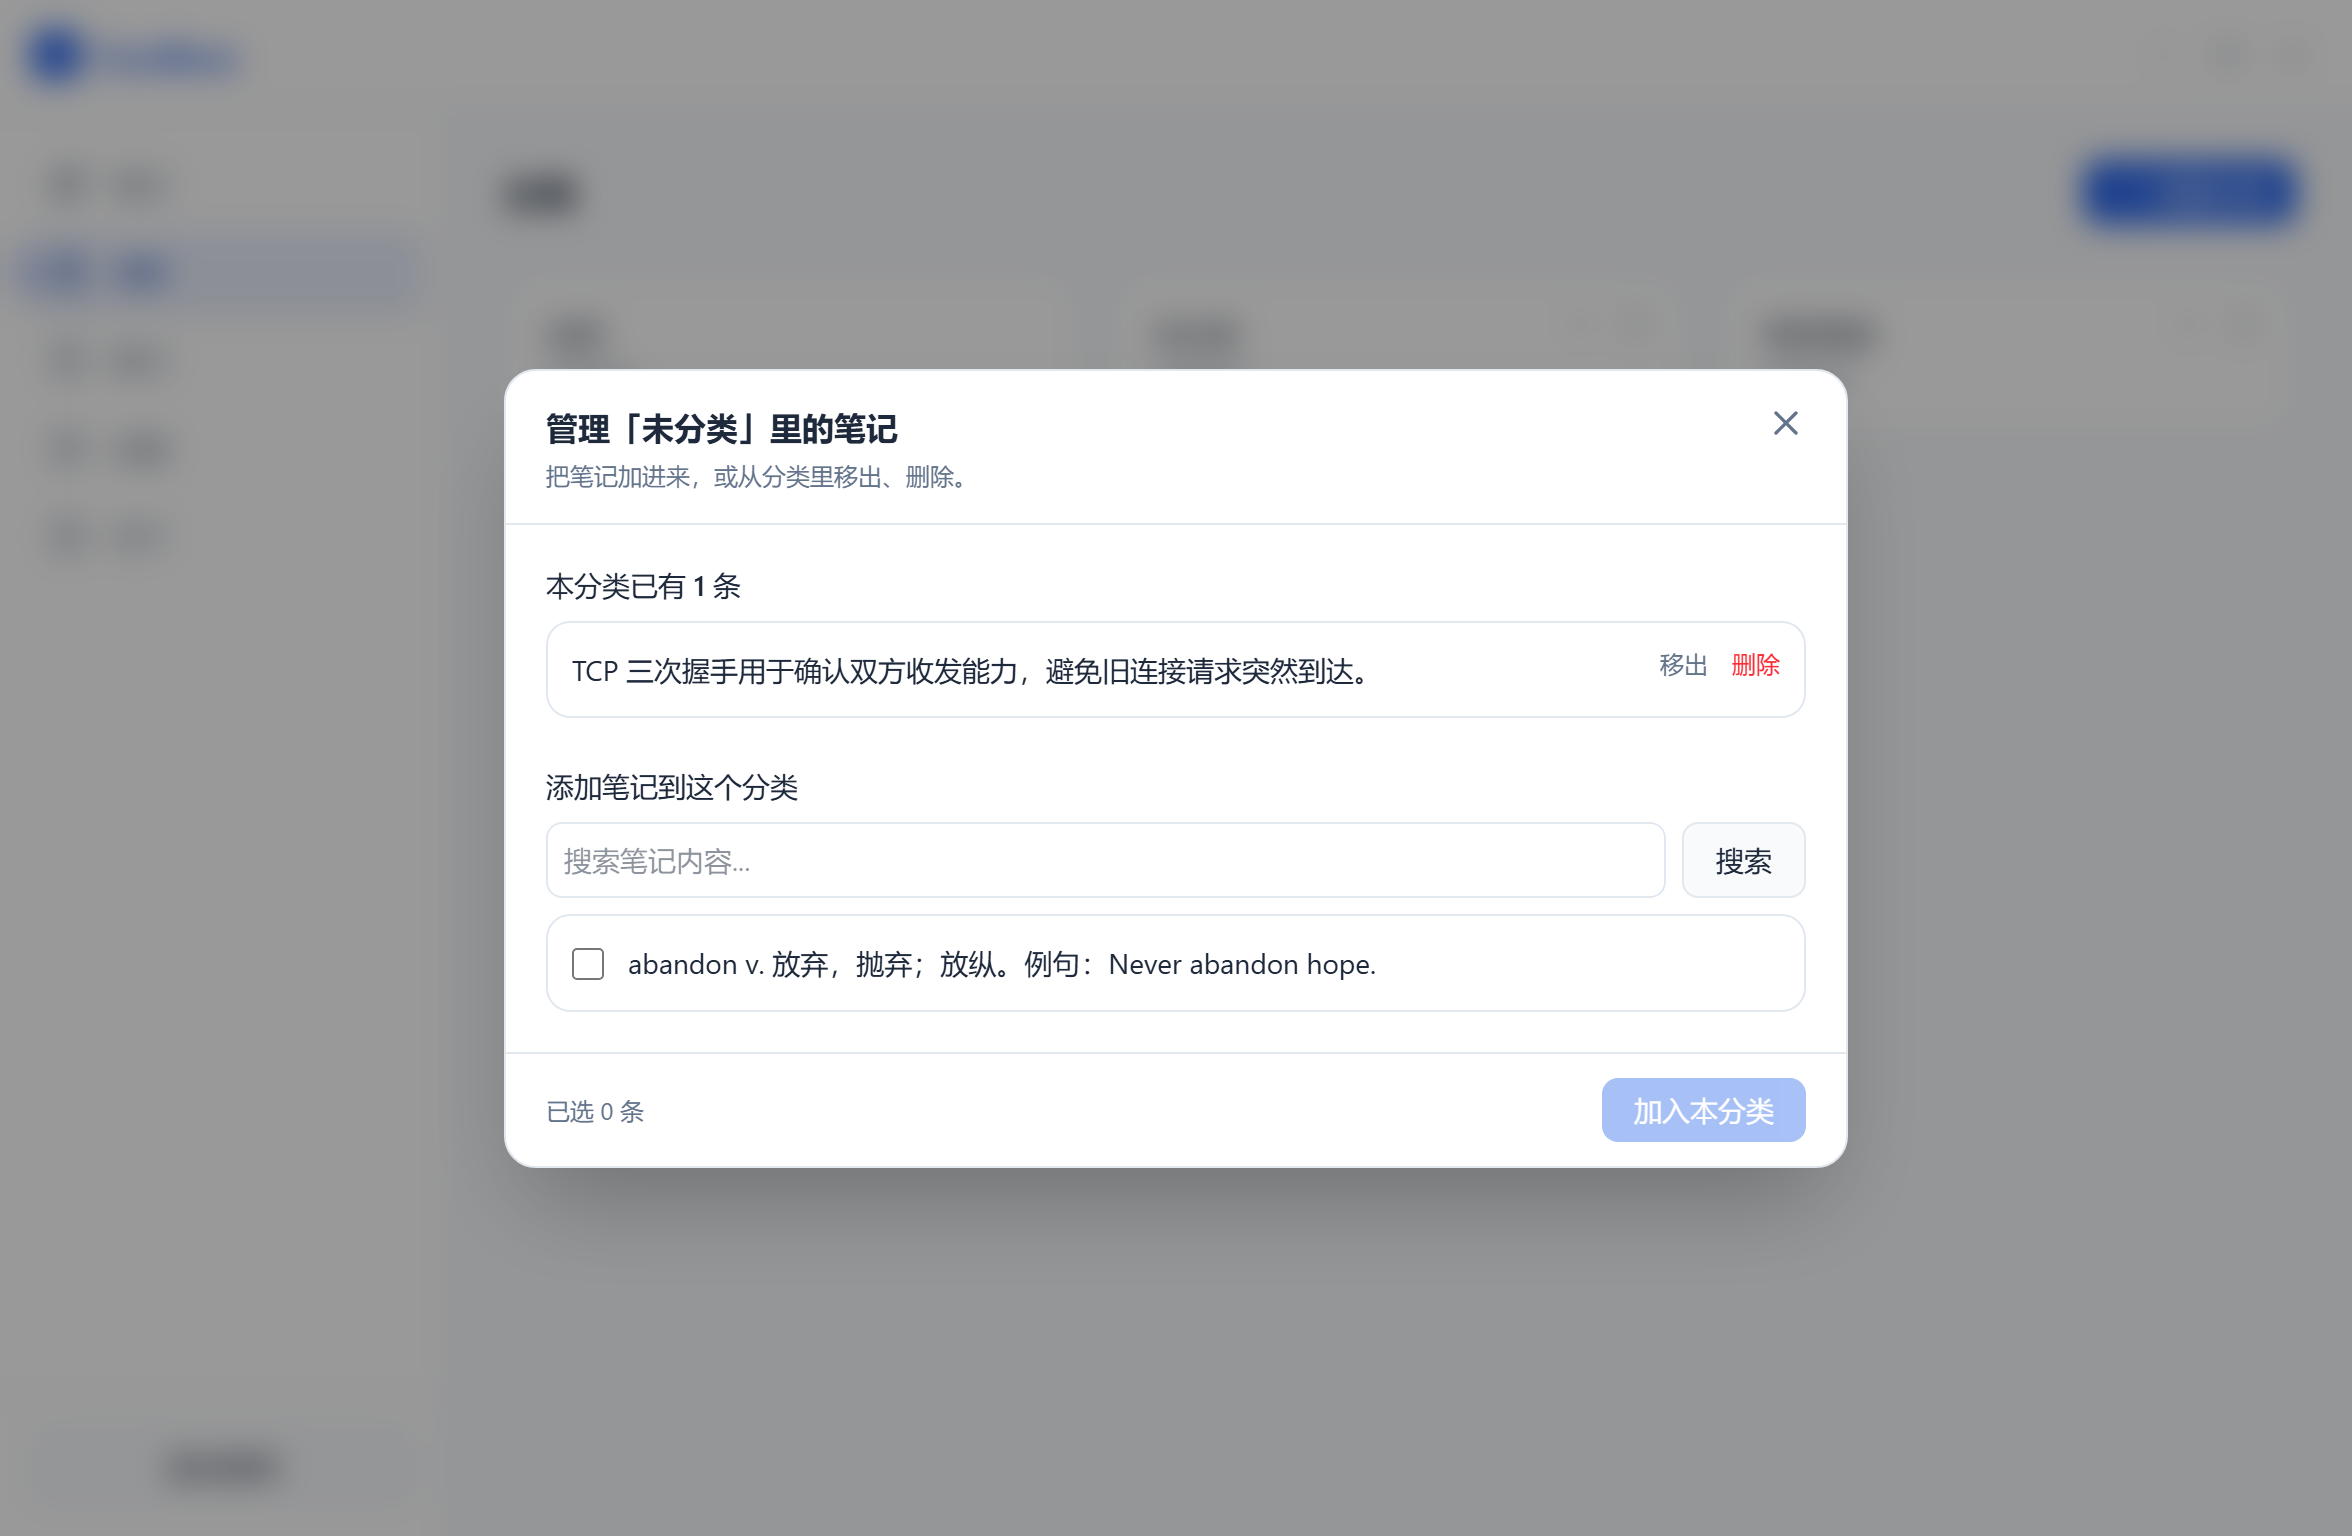 管理「未分类」里的笔记
把笔记加进来，或从分类里移出、删除。
本分类已有 1 条
TCP 三次握手用于确认双方收发能力，避免旧连接请求突然到达。
移出 删除
添加笔记到这个分类
搜索笔记内容...
搜索
abandon v. 放弃，抛弃；放纵。例句：Never abandon hope.
已选 0 条
加入本分类